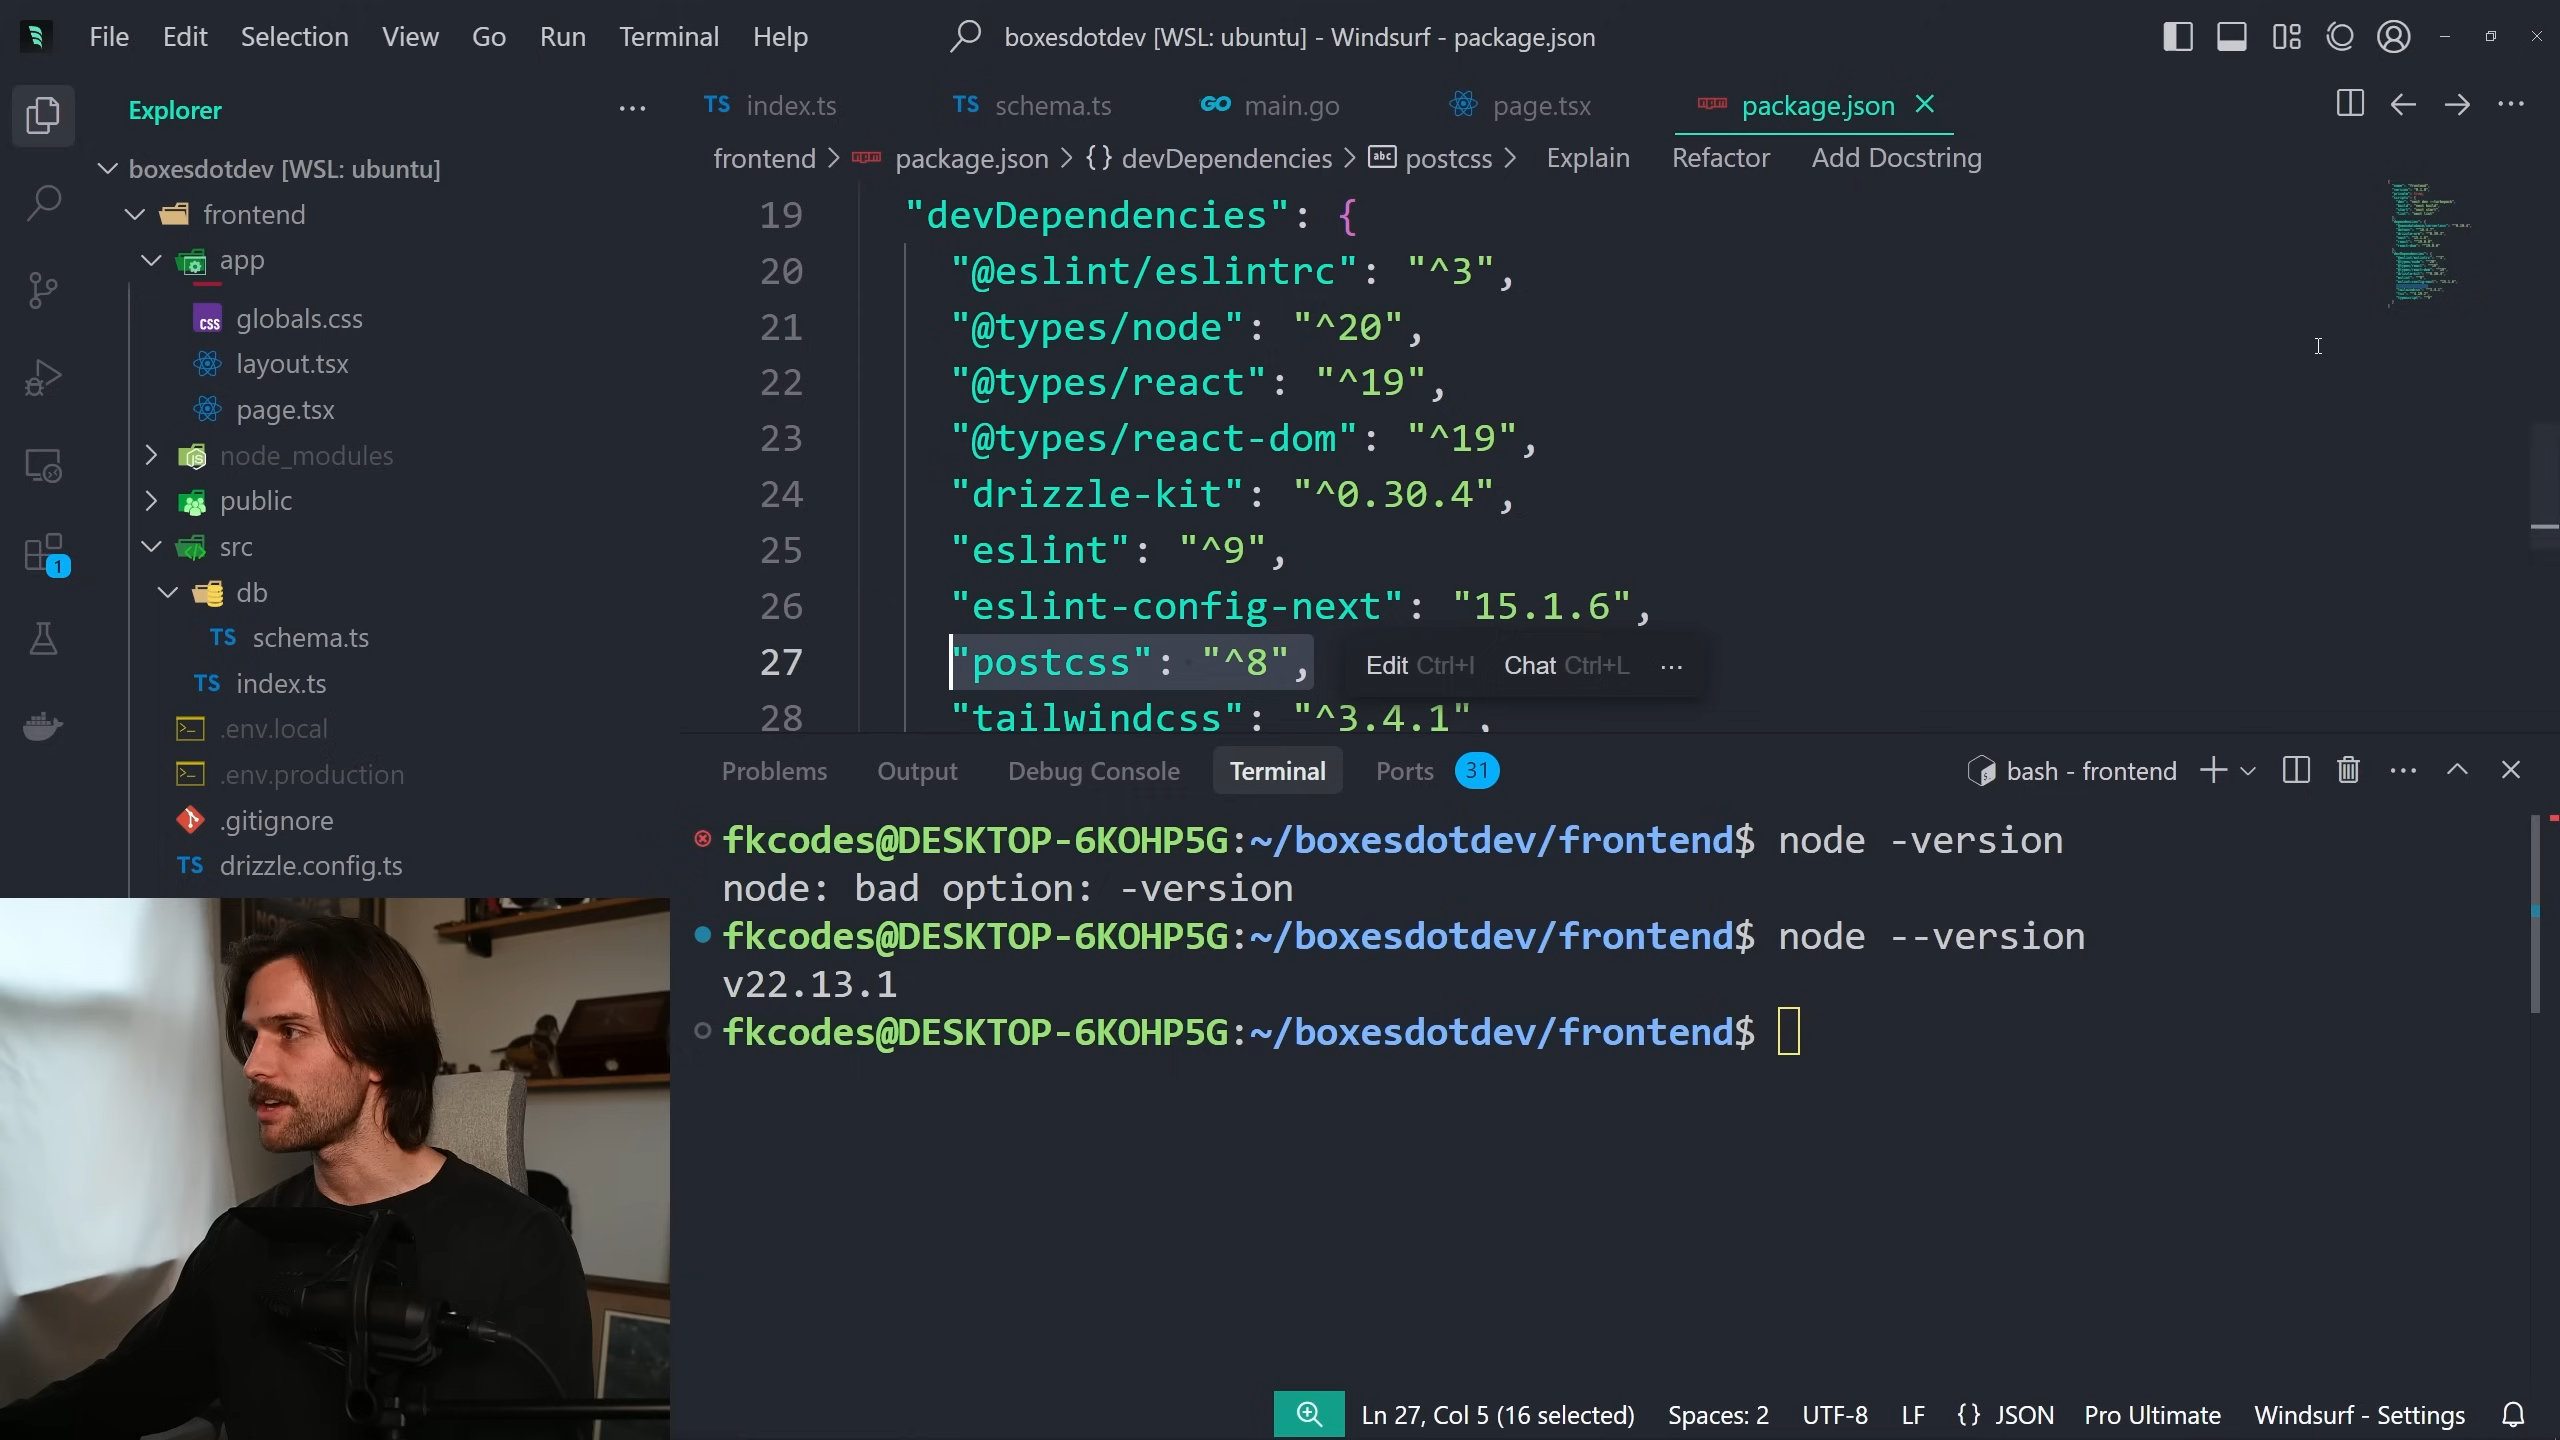 File Edit Selection View Go Run Terminal Help
boxesdotdev [WSL: ubuntu] - Windsurf - package.json
Explorer
boxesdotdev [WSL: ubuntu]
frontend
app
globals.css
layout.tsx
page.tsx
node_modules
public
src
db
TS schema.ts
TS index.ts
.env.local
.env.production
.gitignore
TS drizzle.config.ts
1
TS index.ts TS schema.ts GO main.go page.tsx npm package.json
frontend > npm package.json > {} devDependencies > abc postcss > Explain Refactor Add Docstring
19 "devDependencies": {
20 "@eslint/eslintrc": "^3",
21 "@types/node": "^20",
22 "@types/react": "^19",
23 "@types/react-dom": "^19",
24 "drizzle-kit": "^0.30.4",
25 "eslint": "^9",
26 "eslint-config-next": "15.1.6",
27 "postcss": "^8", Edit Ctrl+I Chat Ctrl+L ...
28 "tailwindcss": "^3.4.1",
Problems Output Debug Console Terminal Ports 31
bash - frontend
fkcodes@DESKTOP-6KOHP5G:~/boxesdotdev/frontend$ node -version
node: bad option: -version
fkcodes@DESKTOP-6KOHP5G:~/boxesdotdev/frontend$ node --version
v22.13.1
fkcodes@DESKTOP-6KOHP5G:~/boxesdotdev/frontend$
Ln 27, Col 5 (16 selected) Spaces: 2 UTF-8 LF {} JSON Pro Ultimate Windsurf - Settings